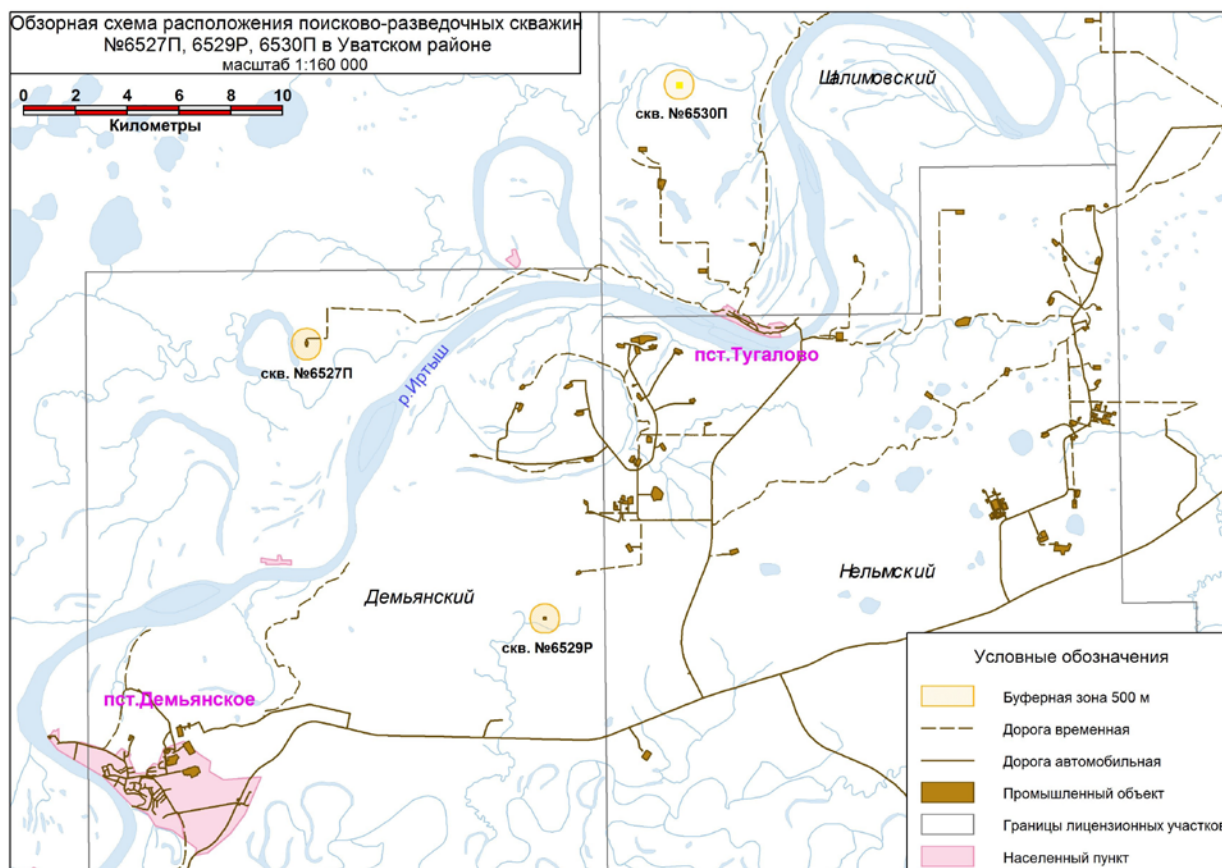 Обзорная схема расположения поисково-разведочных скважин
№6527П, 6529Р, 6530П в Уватском районе
масштаб 1:160 000
0 2 4 6 8 10
Километры
Шалимовский
скв. №6530П
пст.Тугалово
скв. №6527П
р.Иртыш
Нельмский
Демьянский
скв. №6529Р
пст.Демьянское
Условные обозначения
Буферная зона 500 м
Дорога временная
Дорога автомобильная
Промышленный объект
Границы лицензионных участков
Населенный пункт